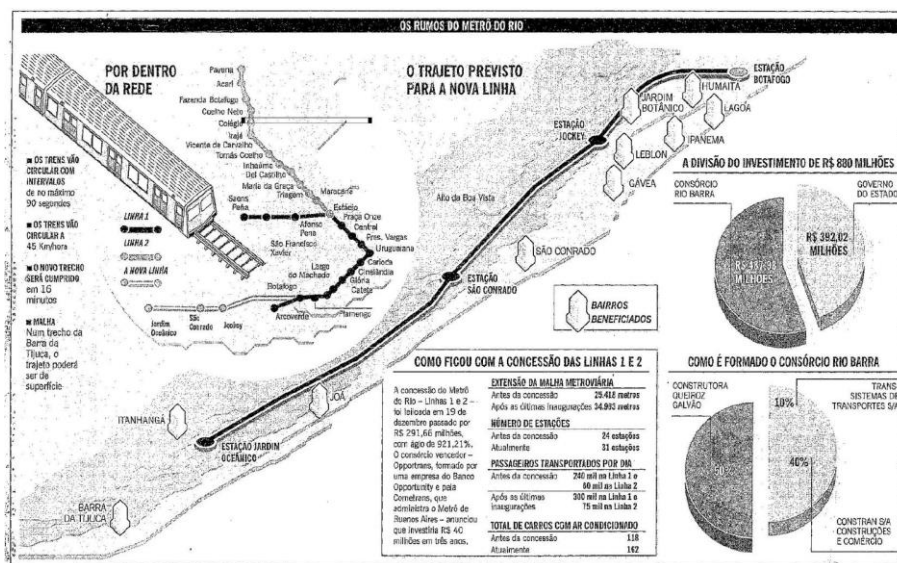 OS RUMOS DO METRÔ DO RIO
POR DENTRO
DA REDE
■ OS TRENS VÃO
CIRCULAR COM
INTERVALOS
de no máximo
90 segundos
■ OS TRENS VÃO
CIRCULAR A
45 Km/hora
■ O NOVO TRECHO
SERÁ CUMPRIDO
em 16
minutos
■ MALHA
Num trecho da
Barra da
Tijuca, o
trajeto poderá
ser de
superfície
LINHA 1
LINHA 2
A NOVA LINHA
Pavuna
Acari
Fazenda Botafogo
Coelho Neto
Colégio
Irajá
Vicente de Carvalho
Tomás Coelho
Inhaúma
Del Castilho
Maria da Graça
Triagem
Maracanã
Saens
Peña
Afonso
Pena
São Francisco
Xavier
Estácio
Praça Onze
Central
Pres. Vargas
Uruguaiana
Carioca
Cinelândia
Glória
Catete
Largo
do Machado
Flamengo
Botafogo
Arcoverde
Jardim
Oceânico
São
Conrado
Jockey
O TRAJETO PREVISTO
PARA A NOVA LINHA
ESTAÇÃO
BOTAFOGO
HUMAITÁ
JARDIM
BOTÂNICO
LAGOA
ESTAÇÃO
JOCKEY
IPANEMA
LEBLON
GÁVEA
Alto da Boa Vista
SÃO CONRADO
ESTAÇÃO
SÃO CONRADO
BAIRROS
BENEFICIADOS
JOÁ
ITANHANGÁ
ESTAÇÃO JARDIM
OCEÂNICO
BARRA
DA TIJUCA
A DIVISÃO DO INVESTIMENTO DE R$ 880 MILHÕES
CONSÓRCIO
RIO BARRA
GOVERNO
DO ESTADO
MILHÕES
R$ 392,02
MILHÕES
COMO FICOU COM A CONCESSÃO DAS LINHAS 1 E 2
A concessão do Metrô
do Rio – Linhas 1 e 2 –
foi leiloada em 19 de
dezembro passado por
R$ 291,66 milhões,
com ágio de 921,21%.
O consórcio vencedor –
Opportrans, formado por
uma empresa do Banco
Opportunity e pela
Cometrans, que
administra o Metrô de
Buenos Aires – anunciou
que investiria R$ 40
milhões em três anos.
EXTENSÃO DA MALHA METROVIÁRIA
Antes da concessão 25.418 metros
Após as últimas inaugurações 34.993 metros
NÚMERO DE ESTAÇÕES
Antes da concessão 24 estações
Atualmente 31 estações
PASSAGEIROS TRANSPORTADOS POR DIA
Antes da concessão 240 mil na Linha 1 e
60 mil na Linha 2
Após as últimas 300 mil na Linha 1 e
inaugurações 75 mil na Linha 2
TOTAL DE CARROS COM AR CONDICIONADO
Antes da concessão 118
Atualmente 162
COMO É FORMADO O CONSÓRCIO RIO BARRA
CONSTRUTORA
QUEIROZ
GALVÃO
TRANS
SISTEMAS DE
TRANSPORTES S/A
10%
40%
CONSTRAN S/A
CONSTRUÇÕES
E COMÉRCIO